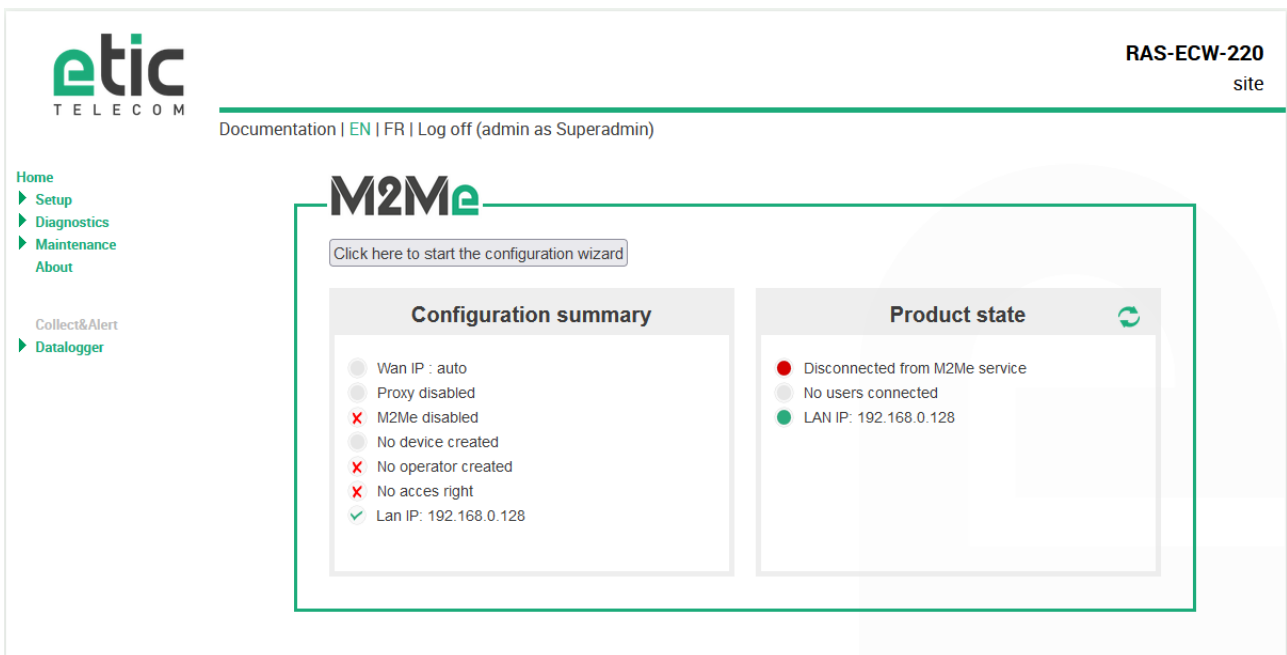 etic
TELECOM
RAS-ECW-220
site
Documentation | EN | FR | Log off (admin as Superadmin)
Home
Setup
Diagnostics
Maintenance
About
Collect&Alert
Datalogger
M2Me
Click here to start the configuration wizard
Configuration summary
Wan IP : auto
Proxy disabled
M2Me disabled
No device created
No operator created
No acces right
Lan IP: 192.168.0.128
Product state
Disconnected from M2Me service
No users connected
LAN IP: 192.168.0.128